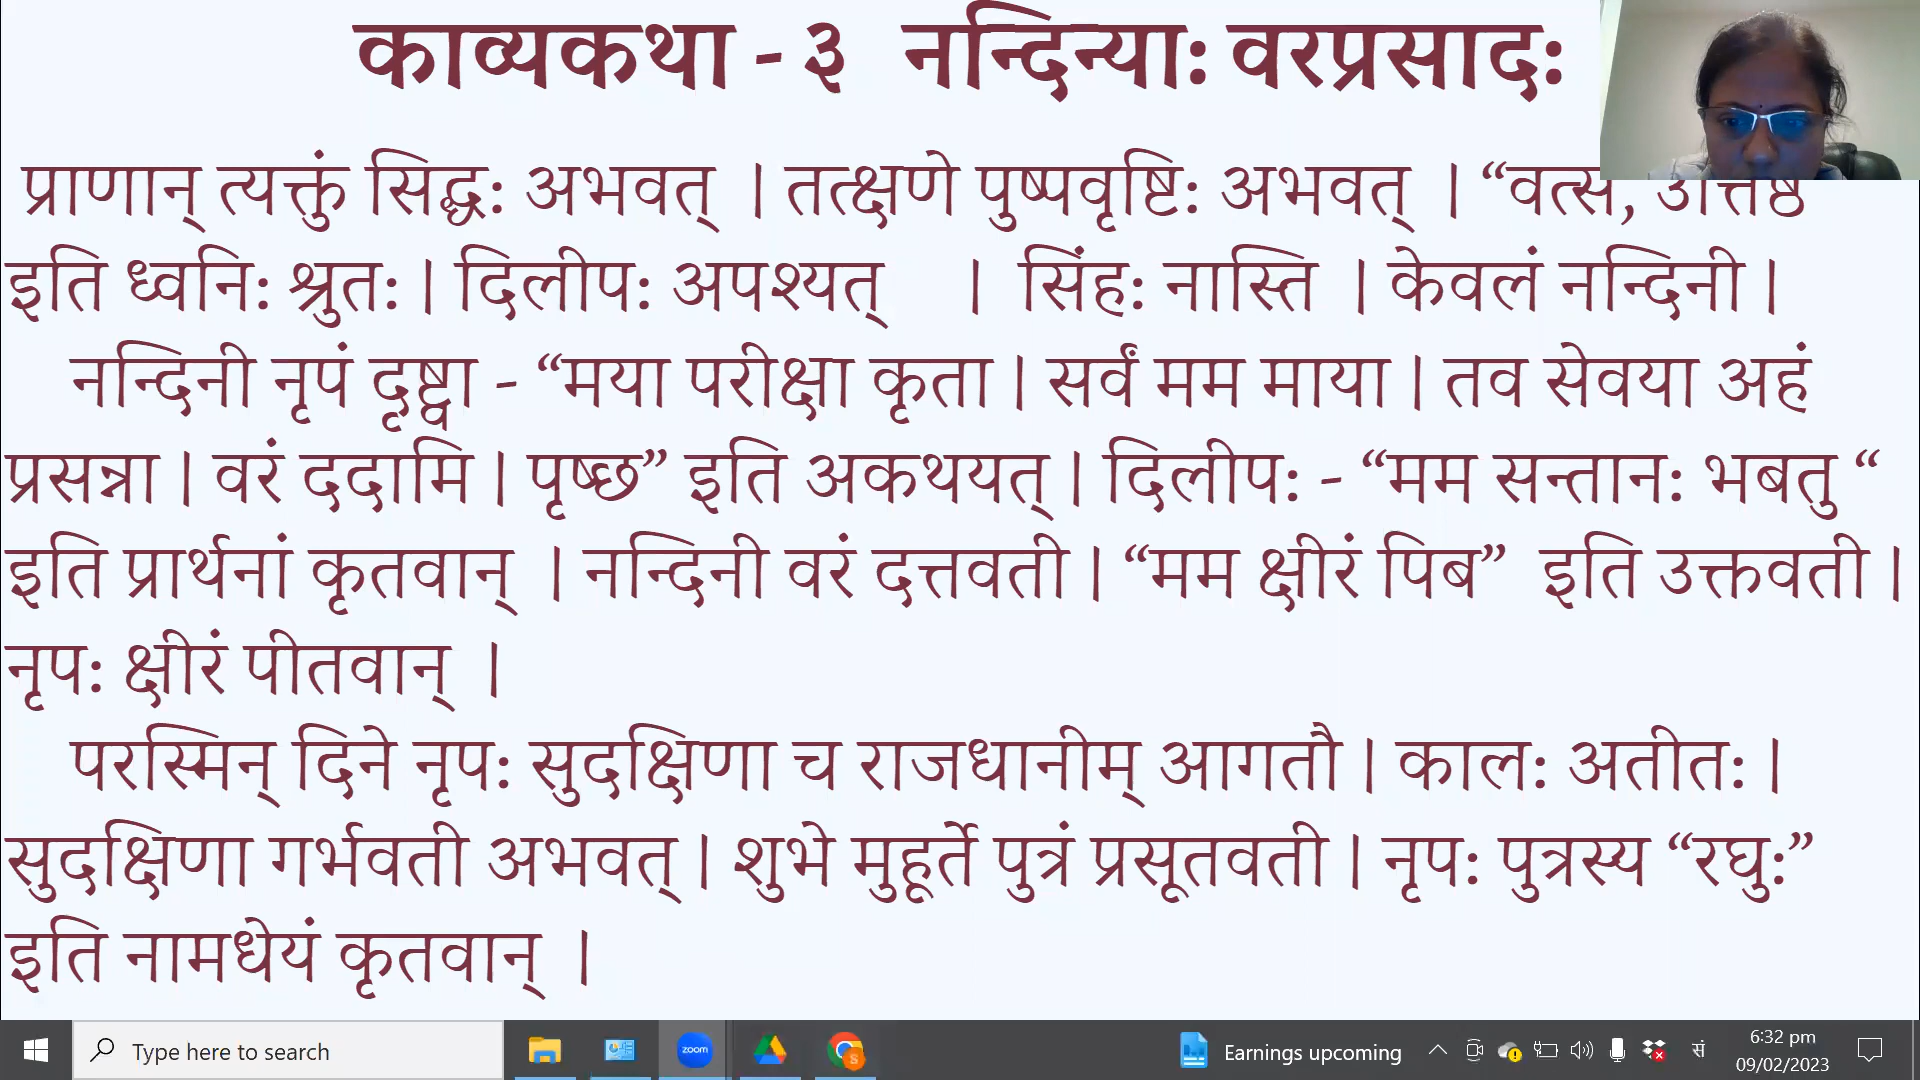 काव्यकथा - ३ नन्दिन्याः वरप्रसादः
प्राणान् त्यक्तुं सिद्धः अभवत् । तत्क्षणे पुष्पवृष्टिः अभवत् । “वत्स, उत्तिष्ठ
इति ध्वनिः श्रुतः । दिलीपः अपश्यत् । सिंहः नास्ति । केवलं नन्दिनी ।
नन्दिनी नृपं दृष्ट्वा - “मया परीक्षा कृता । सर्वं मम माया । तव सेवया अहं
प्रसन्ना । वरं ददामि । पृष्छ” इति अकथयत् । दिलीपः - “मम सन्तानः भबतु “
इति प्रार्थनां कृतवान् । नन्दिनी वरं दत्तवती । “मम क्षीरं पिब” इति उक्तवती ।
नृपः क्षीरं पीतवान् ।
परस्मिन् दिने नृपः सुदक्षिणा च राजधानीम् आगतौ । कालः अतीतः ।
सुदक्षिणा गर्भवती अभवत् । शुभे मुहूर्ते पुत्रं प्रसूतवती । नृपः पुत्रस्य “रघुः”
इति नामधेयं कृतवान् ।
Type here to search
zoom
Earnings upcoming
सं
6:32 pm
09/02/2023